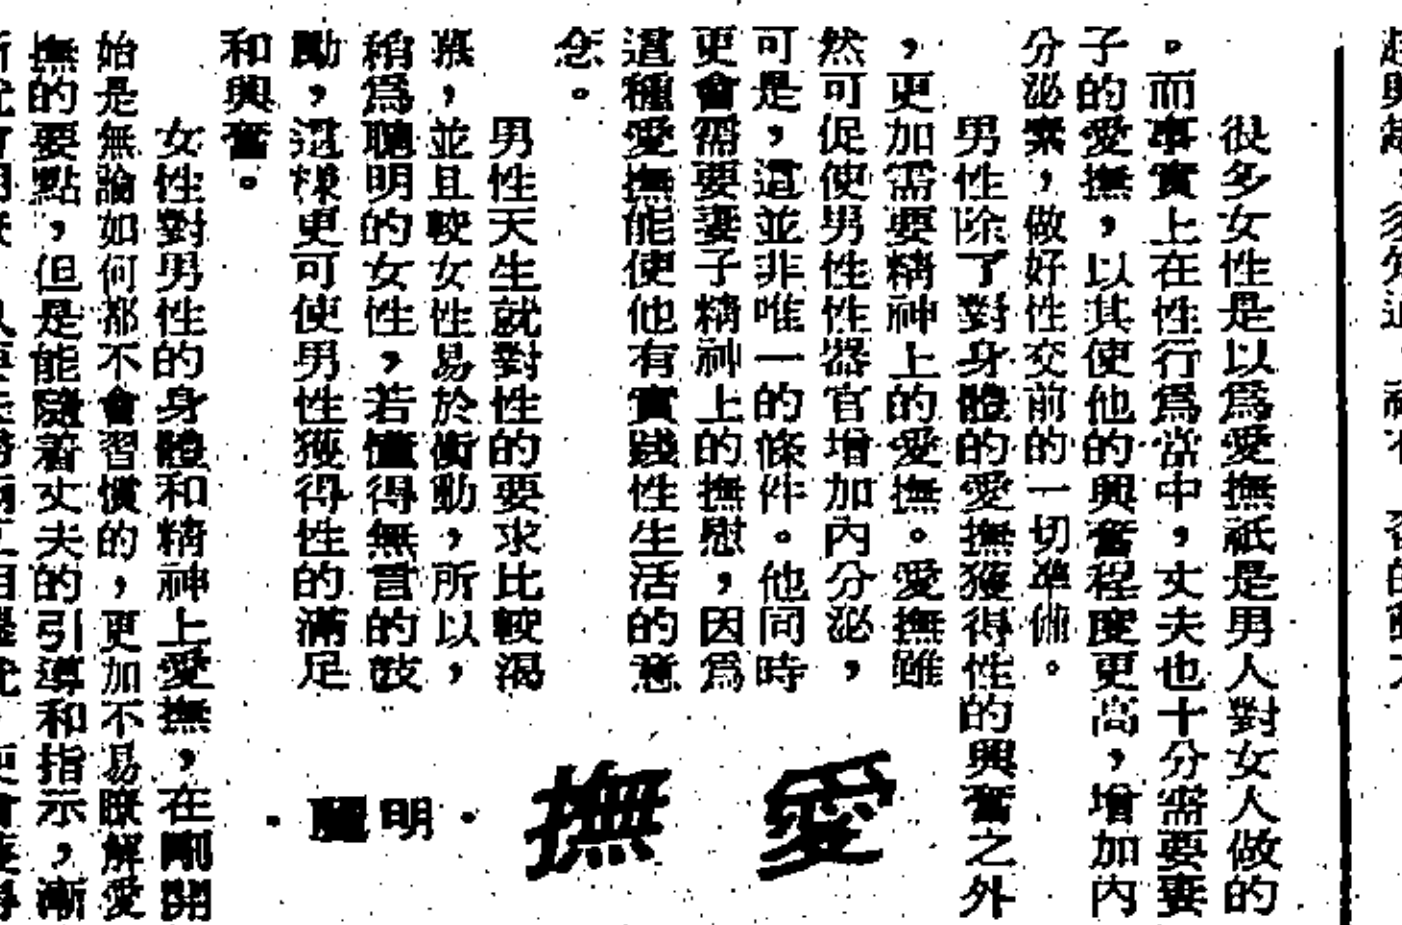 很多女性是以爲愛撫祇是男人對女人做的
。而事實上在性行爲當中,丈夫也十分需要妻
子的愛撫,以其使他的興奮程度更高,增加內
分泌素,做好性交前的一切準備。
男性除了對身體的愛撫獲得性的興奮之外
,更加需要精神上的愛撫。愛撫雖
然可促使男性性器官增加內分泌,
可是,這並非唯一的條件。他同時
更會需要妻子精神上的撫慰,因爲
這種愛撫能使他有實踐性生活的意
念。
愛撫
·明·
男性天生就對性的要求比較渴
,並且較女性易於衝動,所以,
稍爲聰明的女性,若懂得無言的鼓
勵,這樣更可使男性獲得性的滿足
和興奮。
女性對男性的身體和精神上愛撫,在剛開
始是無論如何都不會習慣的,更加不易瞭解愛
撫的要點,但是能隨着丈夫的引導和指示,漸